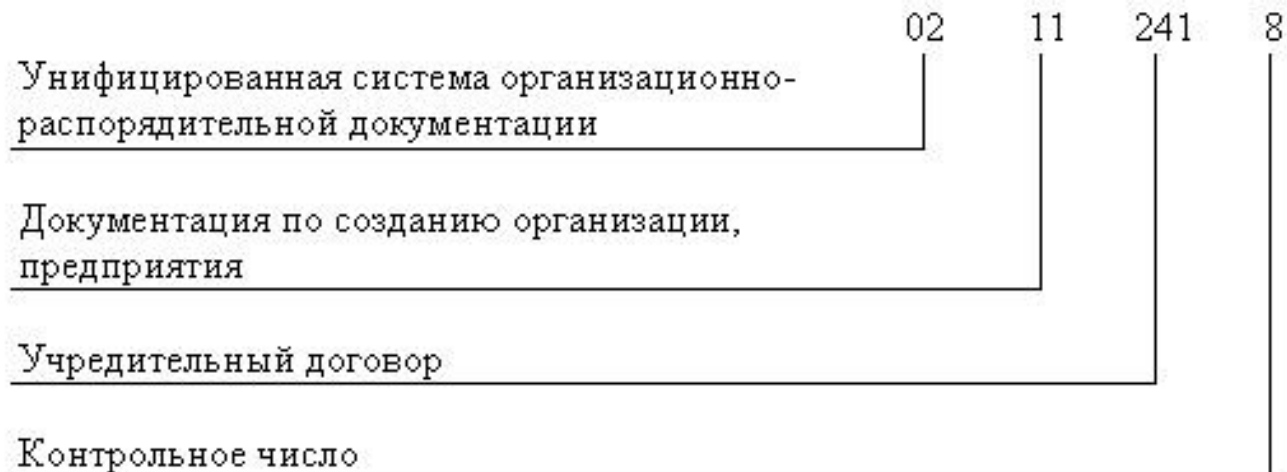 02 11 241 8
Унифицированная система организационно-
распорядительной документации
Документация по созданию организации,
предприятия
Учредительный договор
Контрольное число